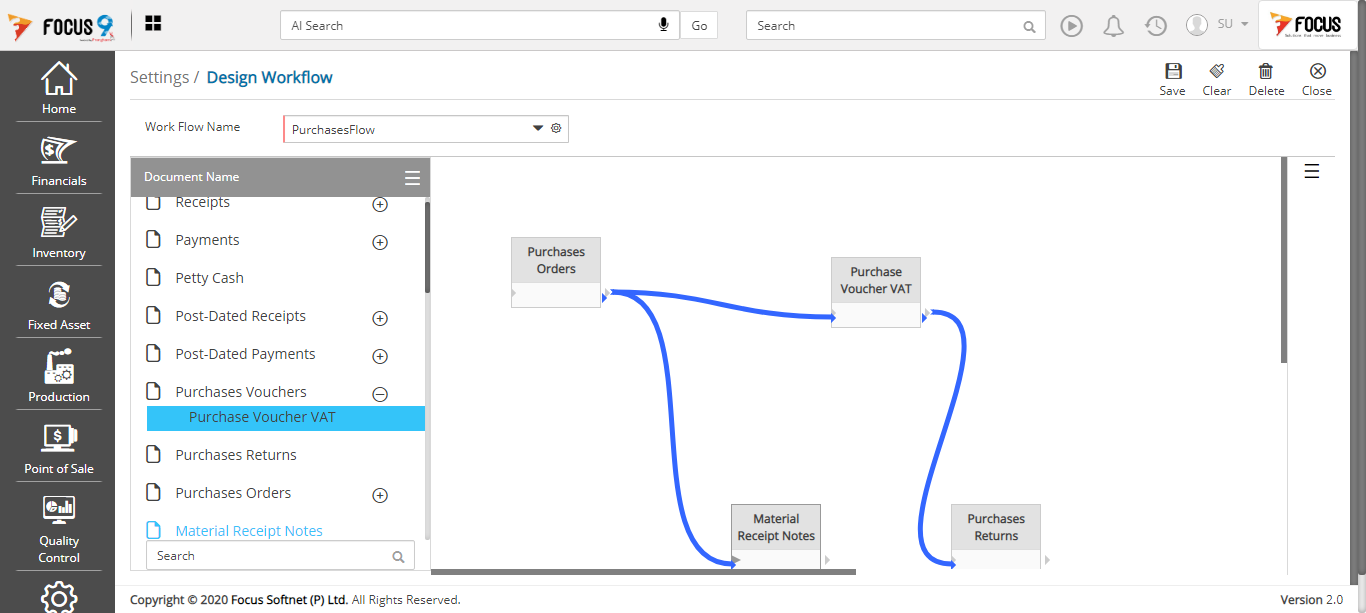 FOCUS 9
AI Search
Go
Search
SU
FOCUS
Home
Financials
Inventory
Fixed Asset
Production
Point of Sale
Quality
Control
Settings / Design Workflow
Save
Clear
Delete
Close
Work Flow Name
PurchasesFlow
Document Name
Receipts
Payments
Petty Cash
Post-Dated Receipts
Post-Dated Payments
Purchases Vouchers
Purchase Voucher VAT
Purchases Returns
Purchases Orders
Material Receipt Notes
Search
Purchases
Orders
Purchase
Voucher VAT
Material
Receipt Notes
Purchases
Returns
Copyright © 2020 Focus Softnet (P) Ltd. All Rights Reserved.
Version 2.0